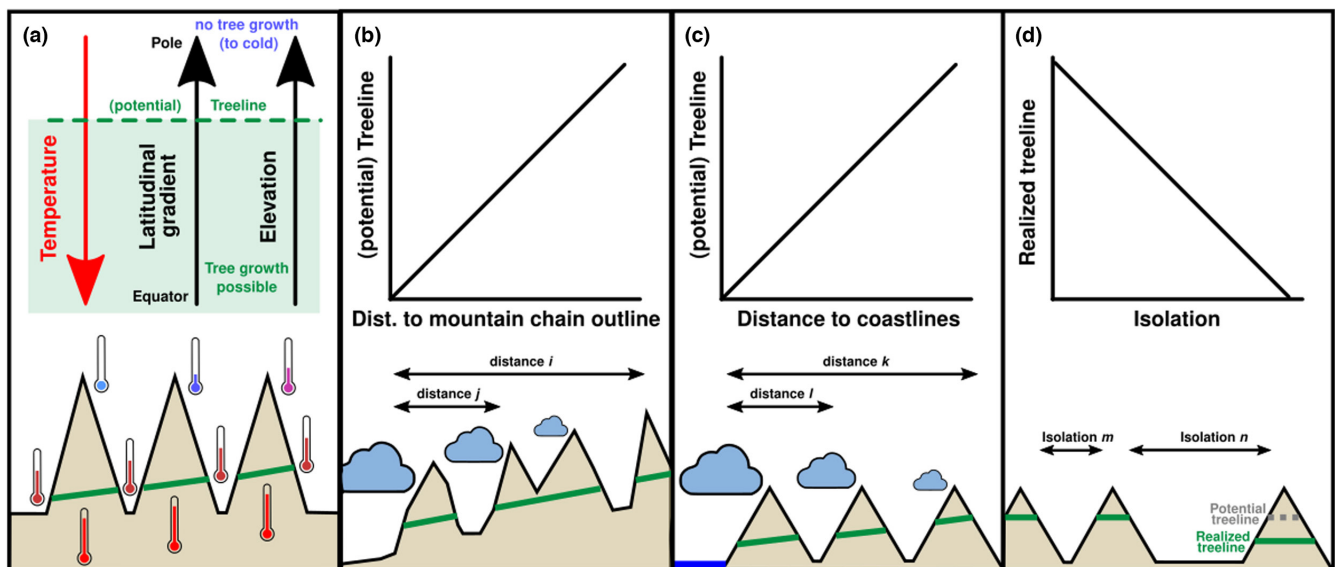 (a)
no tree growth
(to cold)
Pole
(potential) Treeline
Temperature
Latitudinal
gradient
Elevation
Tree growth
possible
Equator
(b)
(potential) Treeline
Dist. to mountain chain outline
distance i
distance j
(c)
(potential) Treeline
Distance to coastlines
distance k
distance l
(d)
Realized treeline
Isolation
Isolation m
Isolation n
Potential
treeline
Realized
treeline